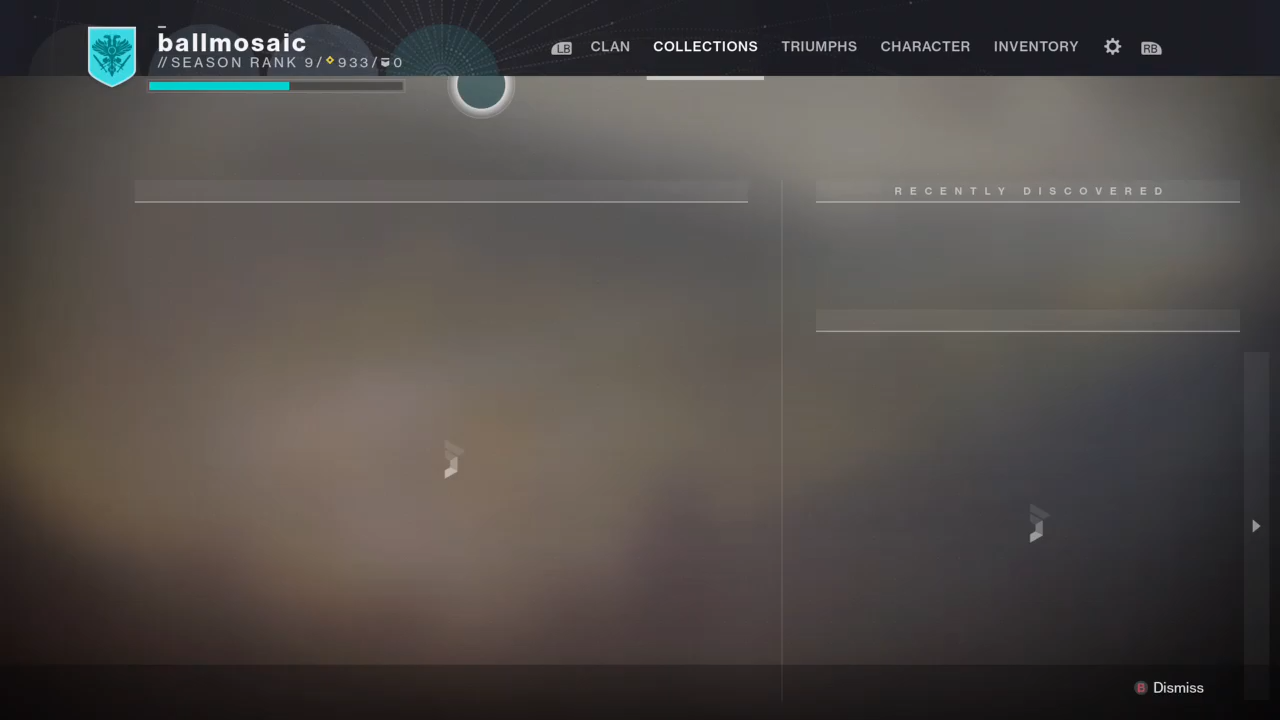 ballmosaic
// SEASON RANK 9/933/0
LB CLAN COLLECTIONS TRIUMPHS CHARACTER INVENTORY RB
RECENTLY DISCOVERED
B Dismiss